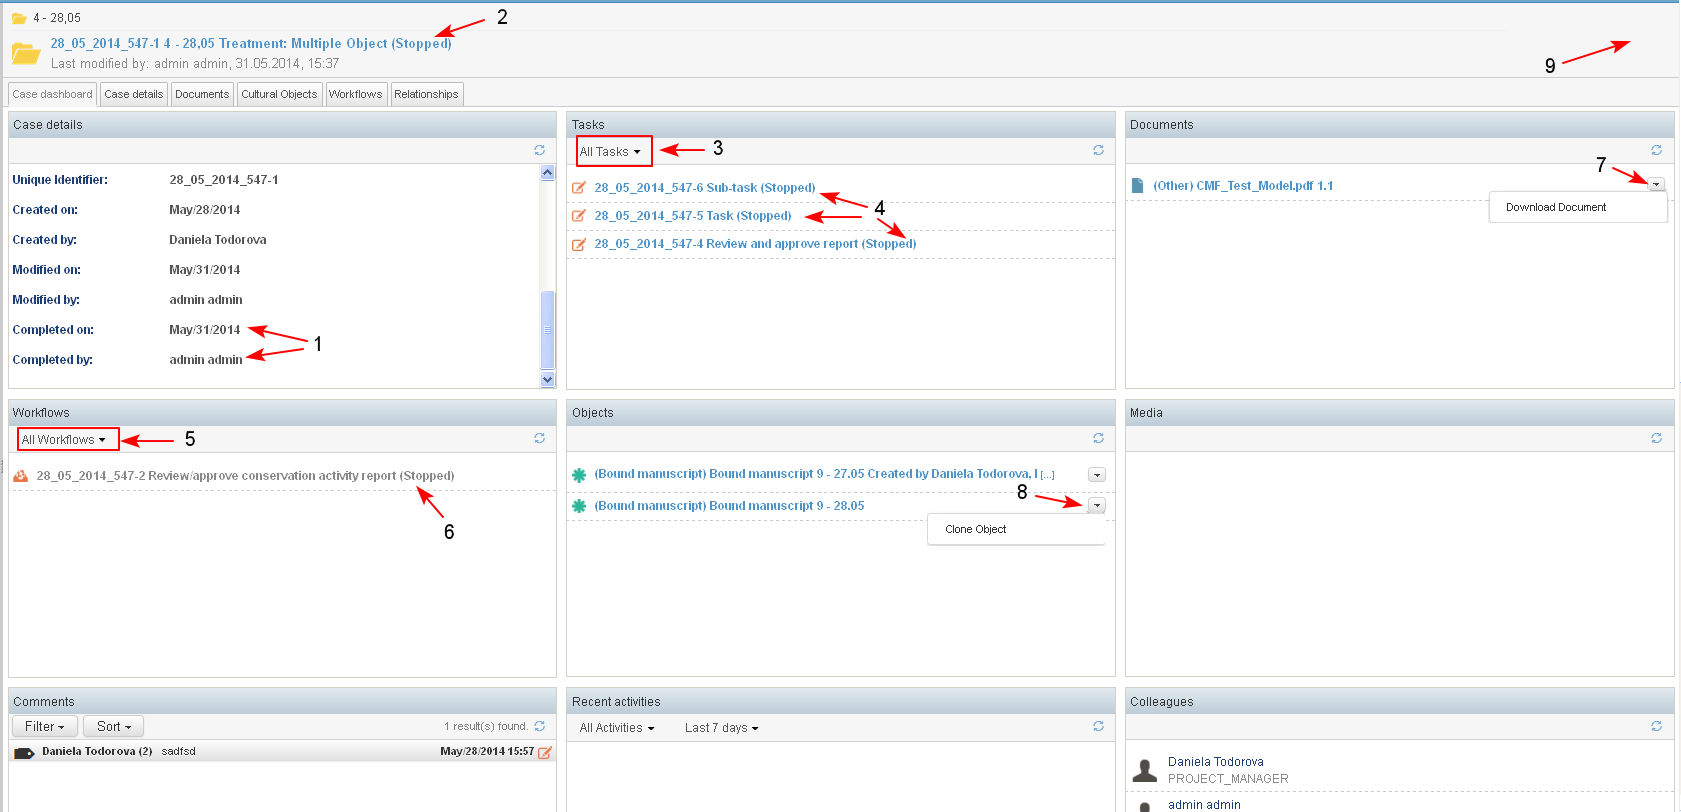 4 - 28,05
28_05_2014_547-1 4 - 28,05 Treatment: Multiple Object (Stopped)
Last modified by: admin admin, 31.05.2014, 15:37
2
9
Case dashboard Case details Documents Cultural Objects Workflows Relationships
Case details
Unique Identifier: 28_05_2014_547-1
Created on: May/28/2014
Created by: Daniela Todorova
Modified on: May/31/2014
Modified by: admin admin
Completed on: May/31/2014
Completed by: admin admin
1
Tasks
All Tasks
3
28_05_2014_547-6 Sub-task (Stopped)
28_05_2014_547-5 Task (Stopped)
28_05_2014_547-4 Review and approve report (Stopped)
4
Documents
7
(Other) CMF_Test_Model.pdf 1.1
Download Document
Workflows
All Workflows
5
28_05_2014_547-2 Review/approve conservation activity report (Stopped)
6
Objects
(Bound manuscript) Bound manuscript 9 - 27.05 Created by Daniela Todorova, I [...]
8
(Bound manuscript) Bound manuscript 9 - 28.05
Clone Object
Media
Comments
Filter Sort 1 result(s) found.
Daniela Todorova (2) sadfsd May/28/2014 15:57
Recent activities
All Activities Last 7 days
Colleagues
Daniela Todorova
PROJECT_MANAGER
admin admin